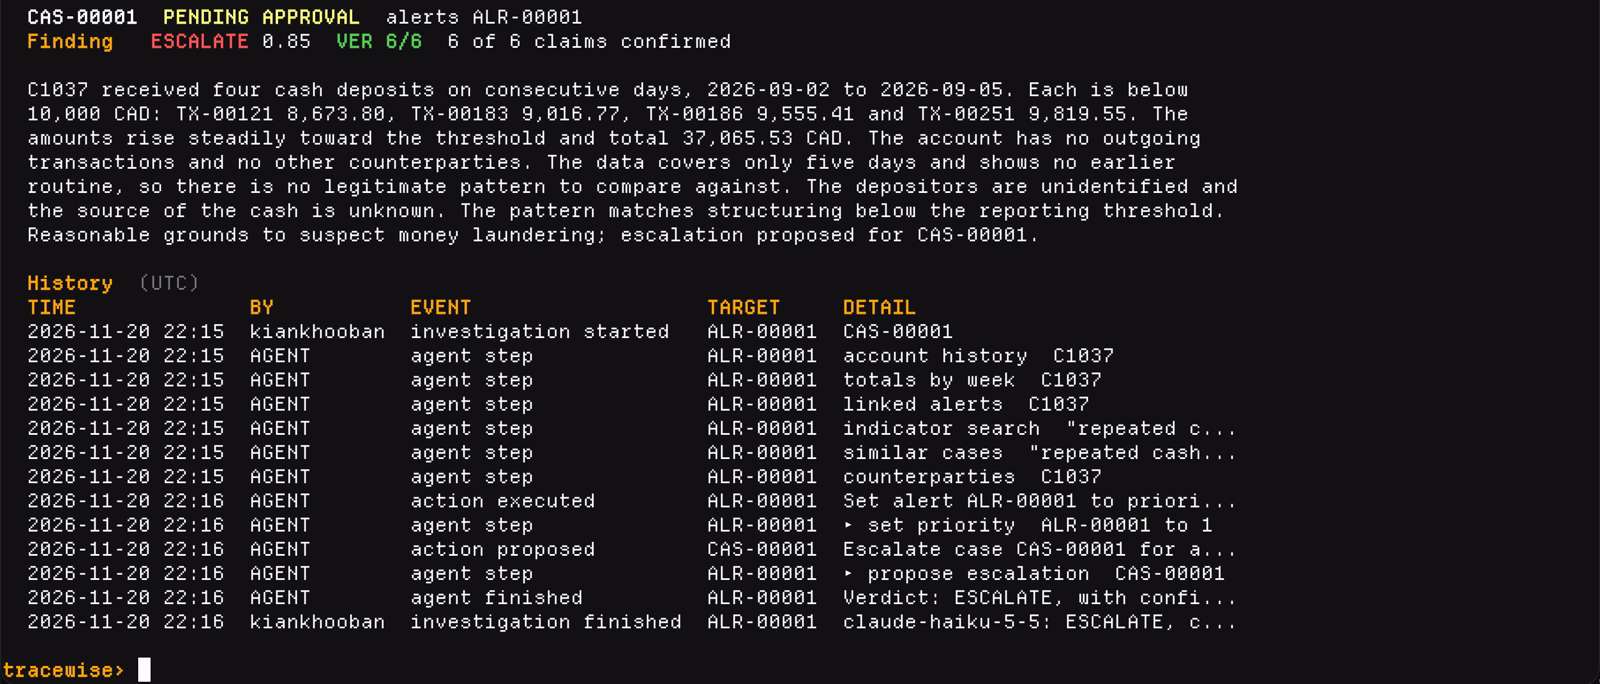 CAS-00001 PENDING APPROVAL alerts ALR-00001
Finding ESCALATE 0.85 VER 6/6 6 of 6 claims confirmed
C1037 received four cash deposits on consecutive days, 2026-09-02 to 2026-09-05. Each is below
10,000 CAD: TX-00121 8,673.80, TX-00183 9,016.77, TX-00186 9,555.41 and TX-00251 9,819.55. The
amounts rise steadily toward the threshold and total 37,065.53 CAD. The account has no outgoing
transactions and no other counterparties. The data covers only five days and shows no earlier
routine, so there is no legitimate pattern to compare against. The depositors are unidentified and
the source of the cash is unknown. The pattern matches structuring below the reporting threshold.
Reasonable grounds to suspect money laundering; escalation proposed for CAS-00001.
History (UTC)
TIME BY EVENT TARGET DETAIL
2026-11-20 22:15 kiankhooban investigation started ALR-00001 CAS-00001
2026-11-20 22:15 AGENT agent step ALR-00001 account history C1037
2026-11-20 22:15 AGENT agent step ALR-00001 totals by week C1037
2026-11-20 22:15 AGENT agent step ALR-00001 linked alerts C1037
2026-11-20 22:15 AGENT agent step ALR-00001 indicator search "repeated c...
2026-11-20 22:15 AGENT agent step ALR-00001 similar cases "repeated cash...
2026-11-20 22:15 AGENT agent step ALR-00001 counterparties C1037
2026-11-20 22:16 AGENT action executed ALR-00001 Set alert ALR-00001 to priori...
2026-11-20 22:16 AGENT agent step ALR-00001 ‣ set priority ALR-00001 to 1
2026-11-20 22:16 AGENT action proposed CAS-00001 Escalate case CAS-00001 for a...
2026-11-20 22:16 AGENT agent step ALR-00001 ‣ propose escalation CAS-00001
2026-11-20 22:16 AGENT agent finished ALR-00001 Verdict: ESCALATE, with confi...
2026-11-20 22:16 kiankhooban investigation finished ALR-00001 claude-haiku-5-5: ESCALATE, c...
tracewise>